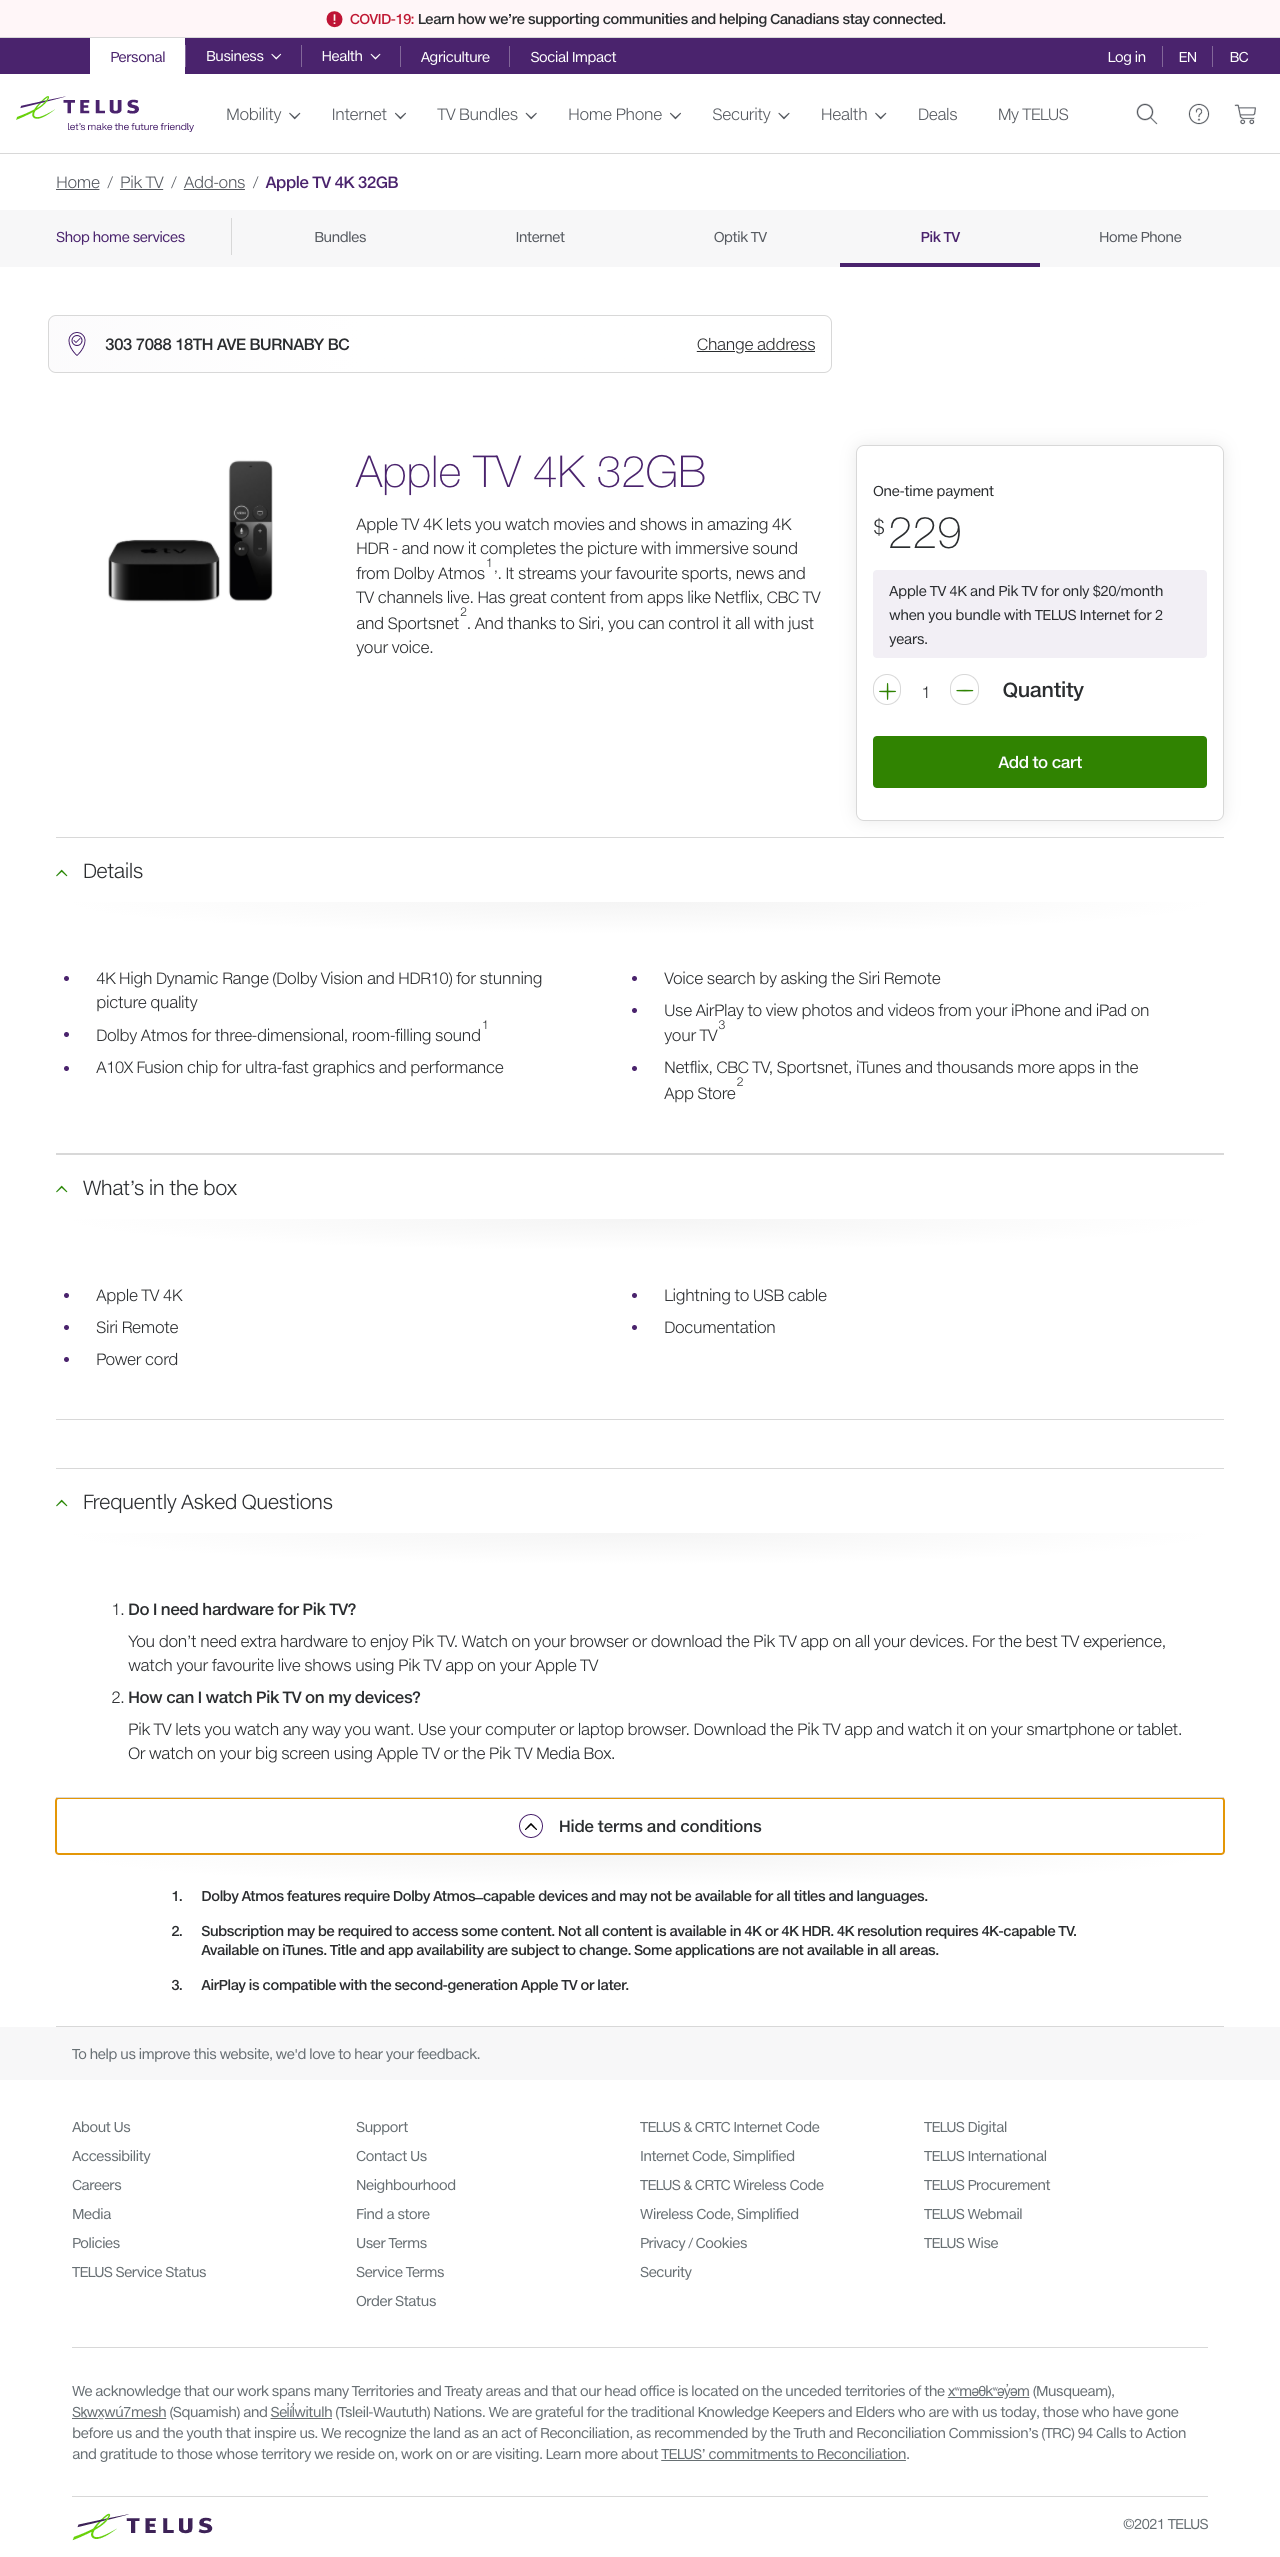 COVID-19: Learn how we're supporting communities and helping Canadians stay connected.
Personal Business Health Agriculture Social Impact Log in EN BC
TELUS
let's make the future friendly
Mobility Internet TV Bundles Home Phone Security Health Deals My TELUS
Home / Pik TV / Add-ons / Apple TV 4K 32GB
Shop home services Bundles Internet Optik TV Pik TV Home Phone
303 7088 18TH AVE BURNABY BC Change address
Apple TV 4K 32GB
Apple TV 4K lets you watch movies and shows in amazing 4K
HDR - and now it completes the picture with immersive sound
from Dolby Atmos1,. It streams your favourite sports, news and
TV channels live. Has great content from apps like Netflix, CBC TV
and Sportsnet2. And thanks to Siri, you can control it all with just
your voice.
One-time payment
$229
Apple TV 4K and Pik TV for only $20/month
when you bundle with TELUS Internet for 2
years.
1 Quantity
Add to cart
Details
4K High Dynamic Range (Dolby Vision and HDR10) for stunning
picture quality
Dolby Atmos for three-dimensional, room-filling sound1
A10X Fusion chip for ultra-fast graphics and performance
Voice search by asking the Siri Remote
Use AirPlay to view photos and videos from your iPhone and iPad on
your TV3
Netflix, CBC TV, Sportsnet, iTunes and thousands more apps in the
App Store2
What's in the box
Apple TV 4K
Siri Remote
Power cord
Lightning to USB cable
Documentation
Frequently Asked Questions
1. Do I need hardware for Pik TV?
You don't need extra hardware to enjoy Pik TV. Watch on your browser or download the Pik TV app on all your devices. For the best TV experience,
watch your favourite live shows using Pik TV app on your Apple TV
2. How can I watch Pik TV on my devices?
Pik TV lets you watch any way you want. Use your computer or laptop browser. Download the Pik TV app and watch it on your smartphone or tablet.
Or watch on your big screen using Apple TV or the Pik TV Media Box.
Hide terms and conditions
1. Dolby Atmos features require Dolby Atmos–capable devices and may not be available for all titles and languages.
2. Subscription may be required to access some content. Not all content is available in 4K or 4K HDR. 4K resolution requires 4K-capable TV.
Available on iTunes. Title and app availability are subject to change. Some applications are not available in all areas.
3. AirPlay is compatible with the second-generation Apple TV or later.
To help us improve this website, we'd love to hear your feedback.
About Us
Accessibility
Careers
Media
Policies
TELUS Service Status
Support
Contact Us
Neighbourhood
Find a store
User Terms
Service Terms
Order Status
TELUS & CRTC Internet Code
Internet Code, Simplified
TELUS & CRTC Wireless Code
Wireless Code, Simplified
Privacy / Cookies
Security
TELUS Digital
TELUS International
TELUS Procurement
TELUS Webmail
TELUS Wise
We acknowledge that our work spans many Territories and Treaty areas and that our head office is located on the unceded territories of the xʷməθkʷəy̓əm (Musqueam),
Sḵwx̱wú7mesh (Squamish) and Sel̓íl̓witulh (Tsleil-Waututh) Nations. We are grateful for the traditional Knowledge Keepers and Elders who are with us today, those who have gone
before us and the youth that inspire us. We recognize the land as an act of Reconciliation, as recommended by the Truth and Reconciliation Commission's (TRC) 94 Calls to Action
and gratitude to those whose territory we reside on, work on or are visiting. Learn more about TELUS' commitments to Reconciliation.
TELUS ©2021 TELUS